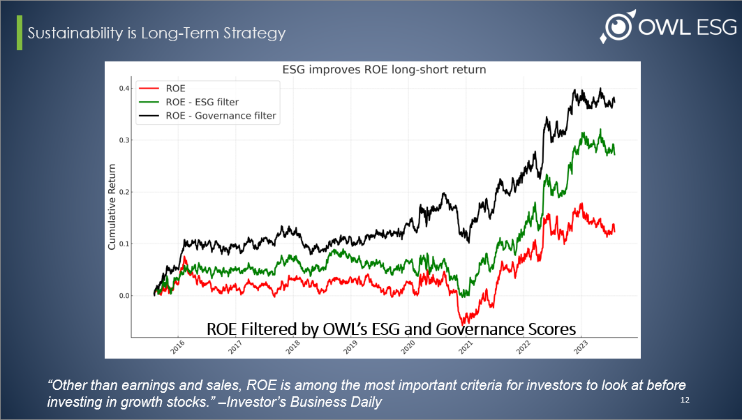 Sustainability is Long-Term Strategy
OWL ESG
ESG improves ROE long-short return
ROE
ROE - ESG filter
ROE - Governance filter
Cumulative Return
0.4
0.3
0.2
0.1
0.0
2016
2017
2018
2019
2020
2021
2022
2023
ROE Filtered by OWL’s ESG and Governance Scores
“Other than earnings and sales, ROE is among the most important criteria for investors to look at before
investing in growth stocks.” –Investor’s Business Daily
12